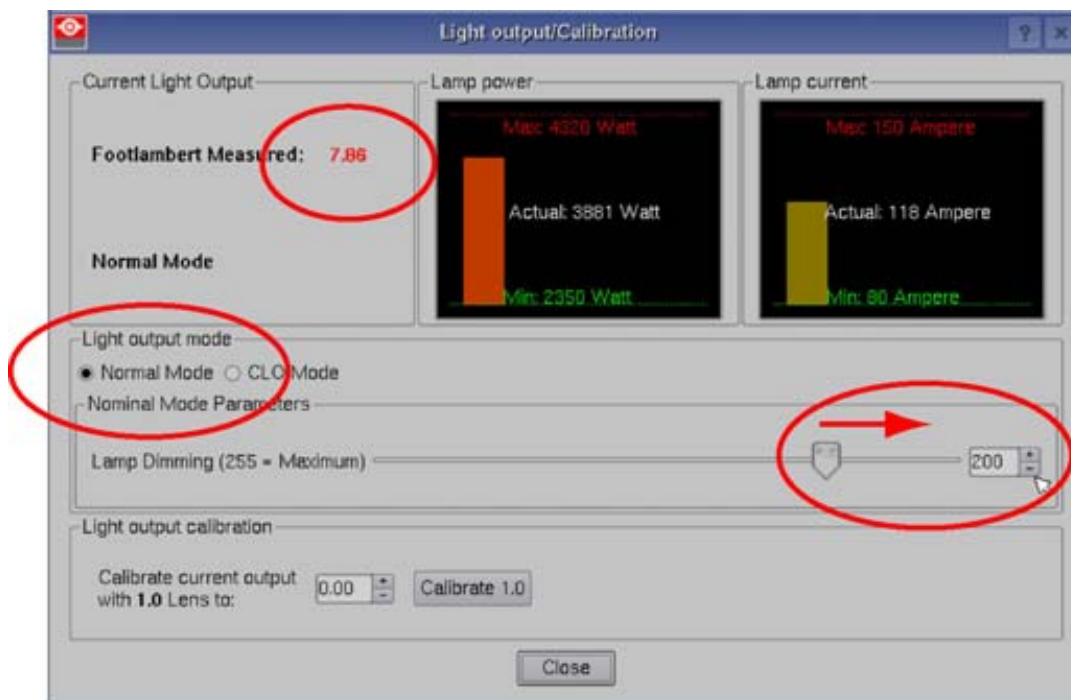 Light output/Calibration
?
Current Light Output
Footlambert Measured: 7.86
Normal Mode
Lamp power
Max: 4320 Watt
Actual: 3881 Watt
Min: 2350 Watt
Lamp current
Max: 150 Ampere
Actual: 118 Ampere
Min: 80 Ampere
Light output mode
Normal Mode CLO Mode
Nominal Mode Parameters
Lamp Dimming (255 = Maximum) 200
Light output calibration
Calibrate current output
with 1.0 Lens to: 0.00 Calibrate 1.0
Close